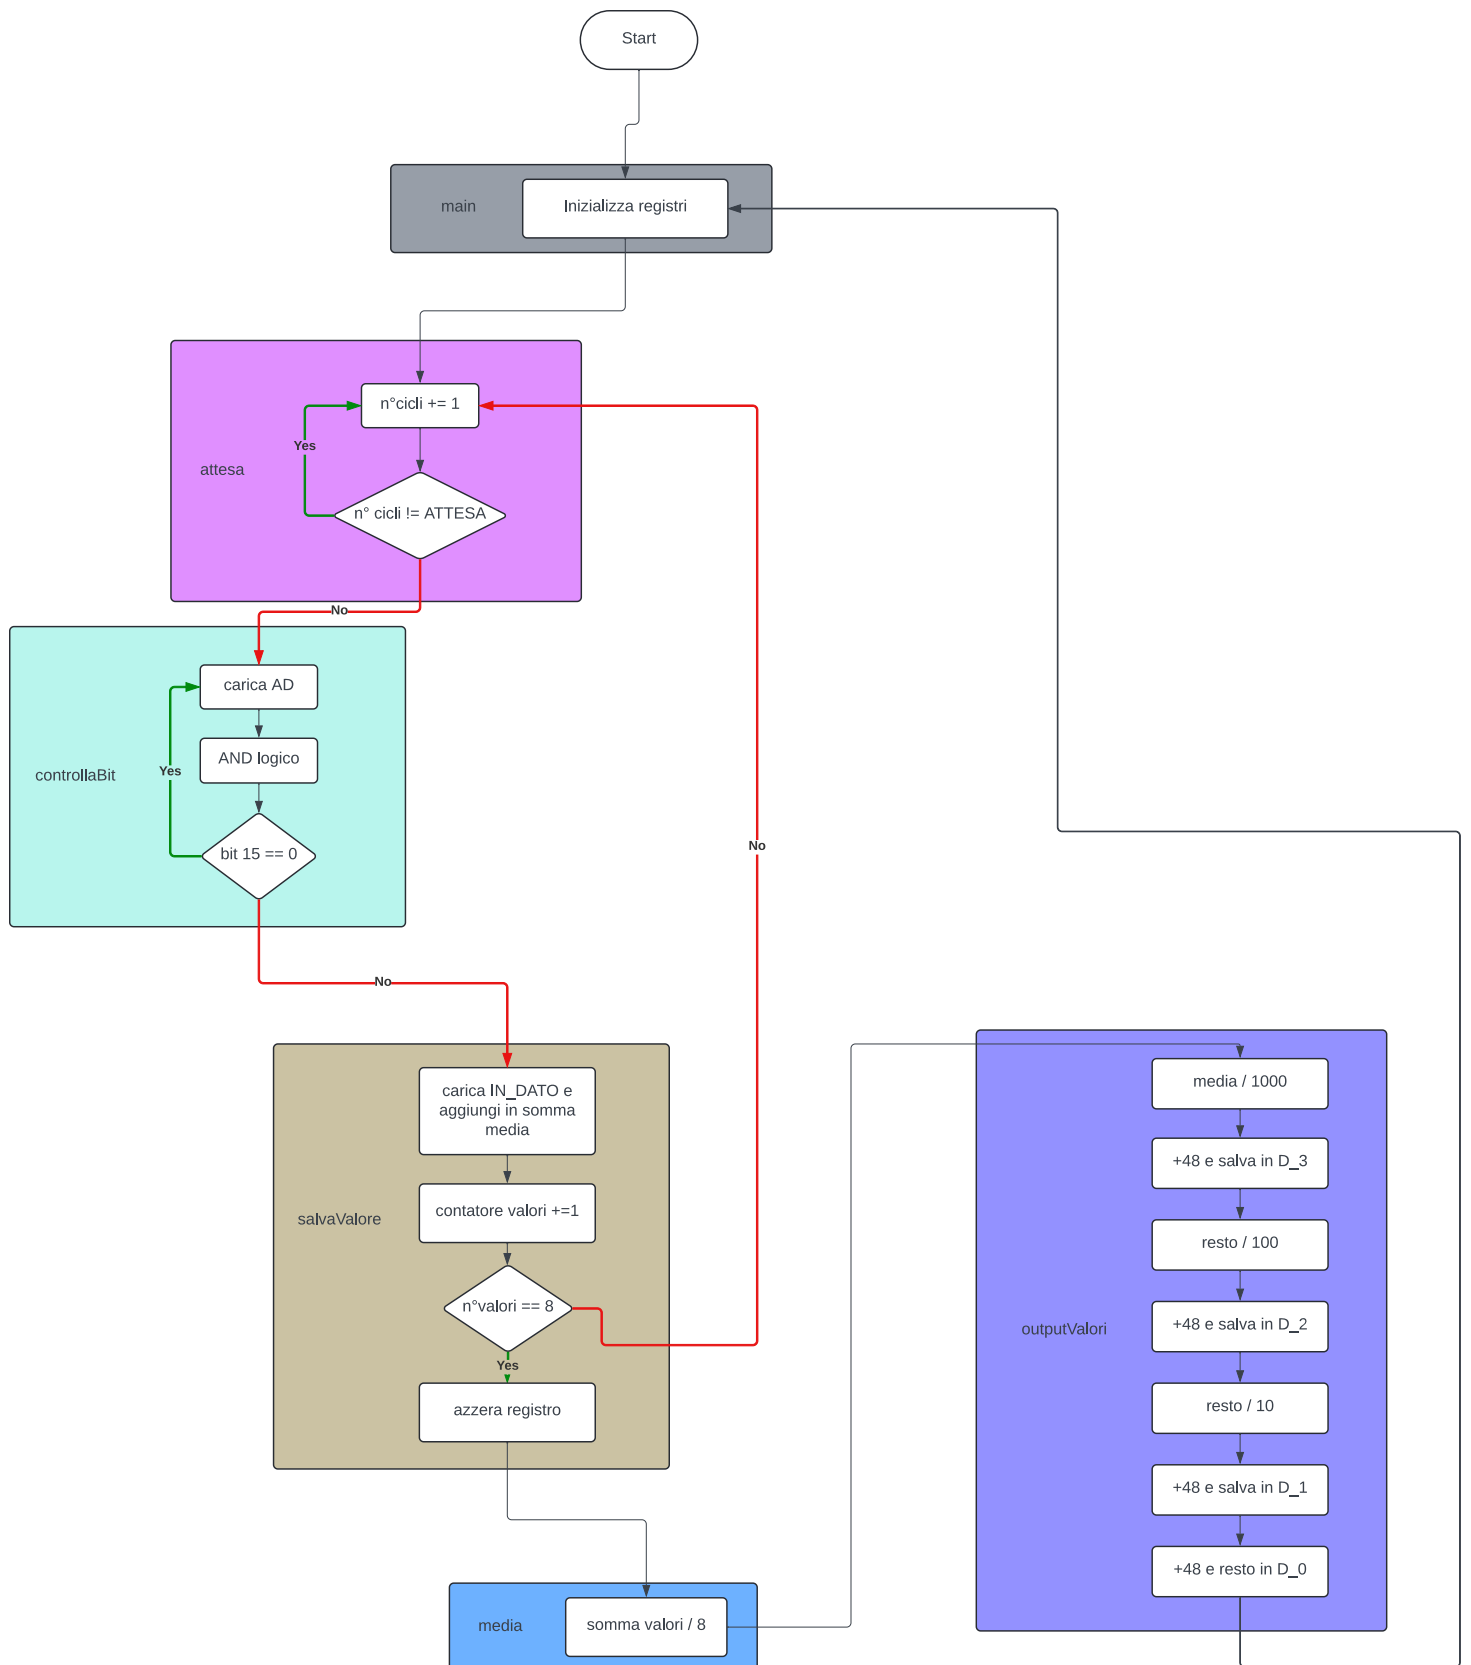 Start
main
Inizializza registri
n°cicli += 1
Yes
attesa
n° cicli != ATTESA
No
carica AD
AND logico
Yes
controllaBit
bit 15 == 0
No
No
carica IN_DATO e
aggiungi in somma
media
contatore valori +=1
salvaValore
n°valori == 8
Yes
azzera registro
media
somma valori / 8
media / 1000
+48 e salva in D_3
resto / 100
+48 e salva in D_2
outputValori
resto / 10
+48 e salva in D_1
+48 e resto in D_0